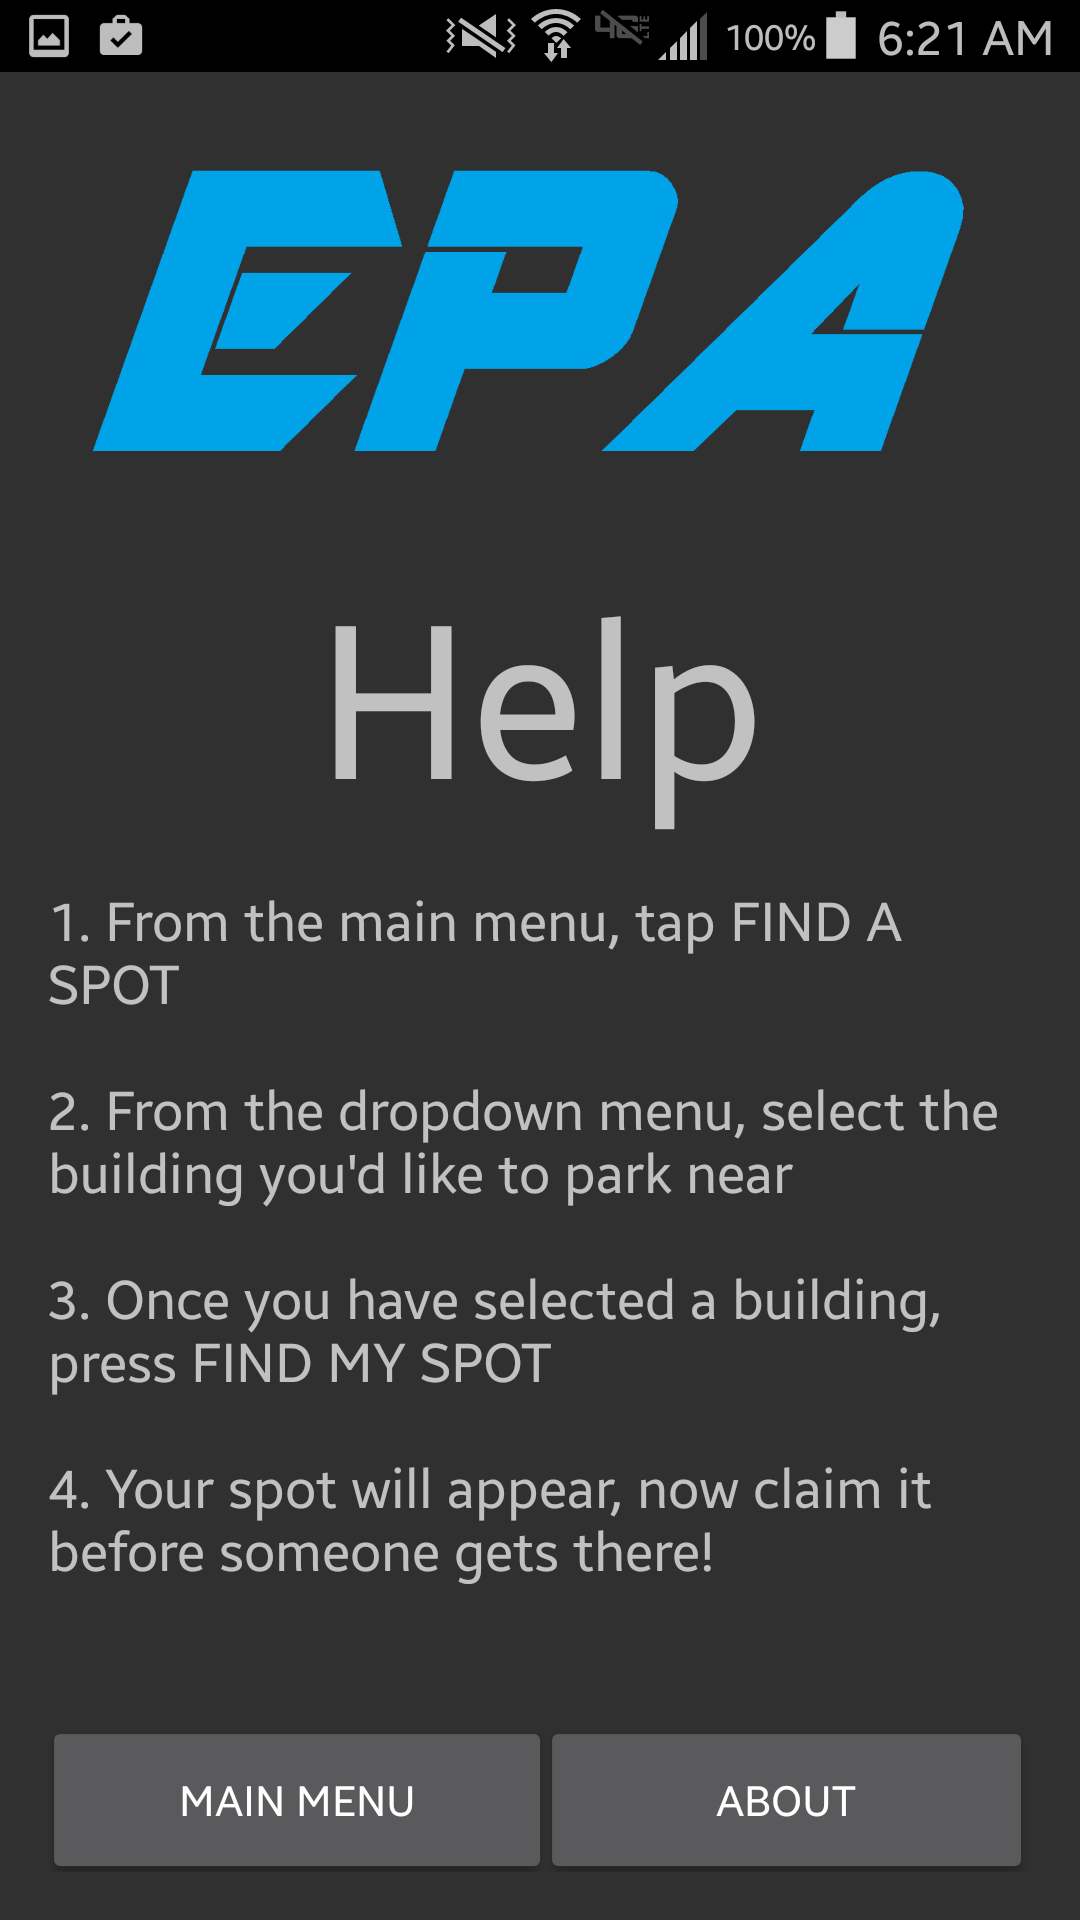 4G LTE 100% 6:21 AM
EPA
Help
1. From the main menu, tap FIND A
SPOT
2. From the dropdown menu, select the
building you'd like to park near
3. Once you have selected a building,
press FIND MY SPOT
4. Your spot will appear, now claim it
before someone gets there!
MAIN MENU ABOUT